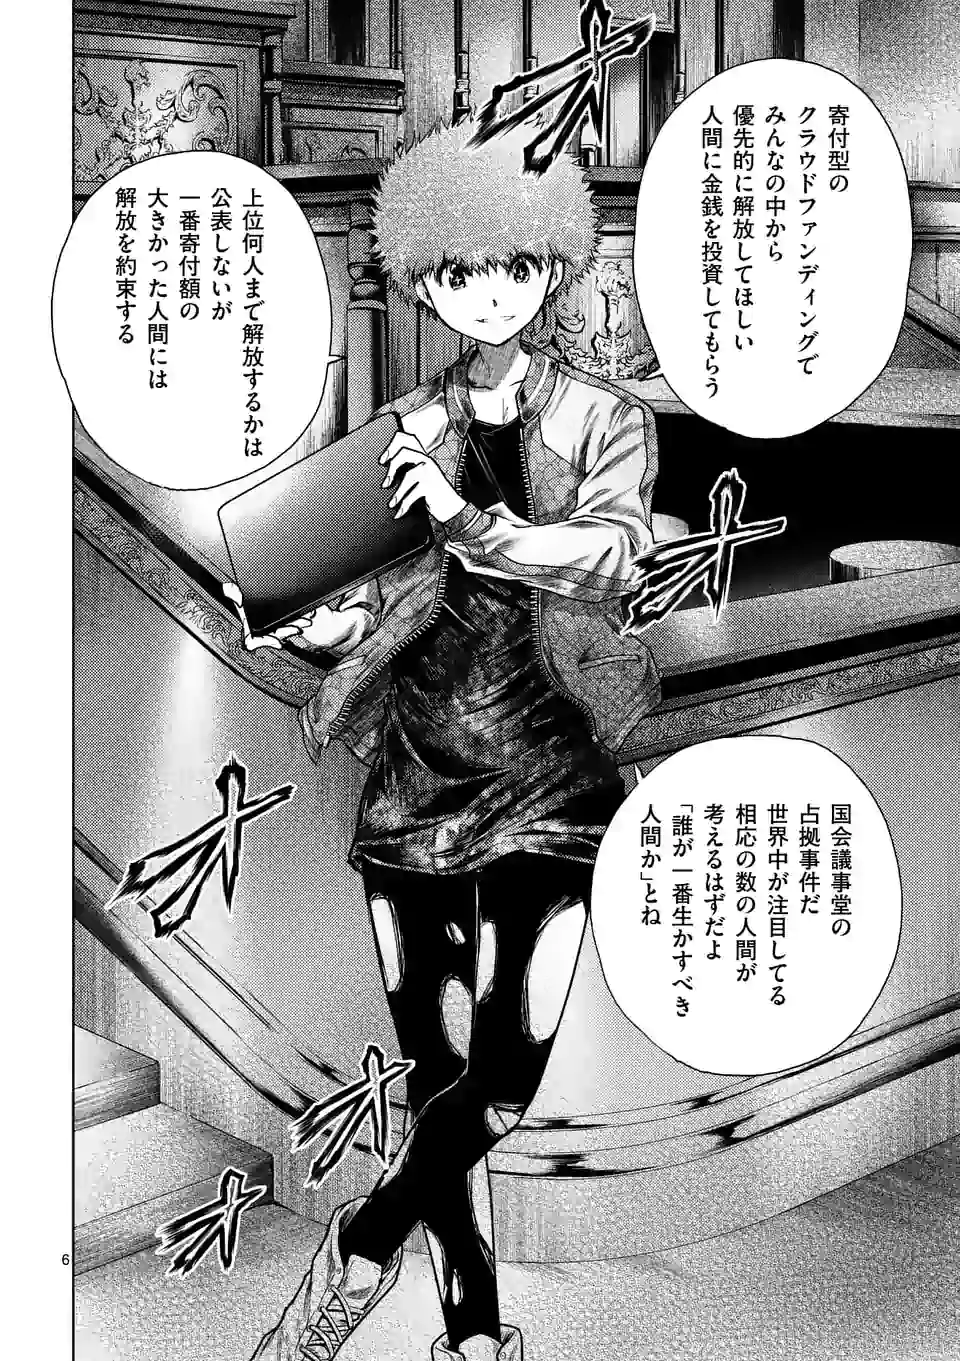 寄付型の
クラウドファンディングで
みんなの中から
優先的に解放してほしい
人間に金銭を投資してもらう
上位何人まで解放するかは
公表しないが
一番寄付額の
大きかった人間には
解放を約束する
オ
オ
国会議事堂の
占拠事件だ
世界中が注目してる
相応の数の人間が
考えるはずだよ
「誰が一番生かすべき
人間か」とね
オ
オ
オ
6